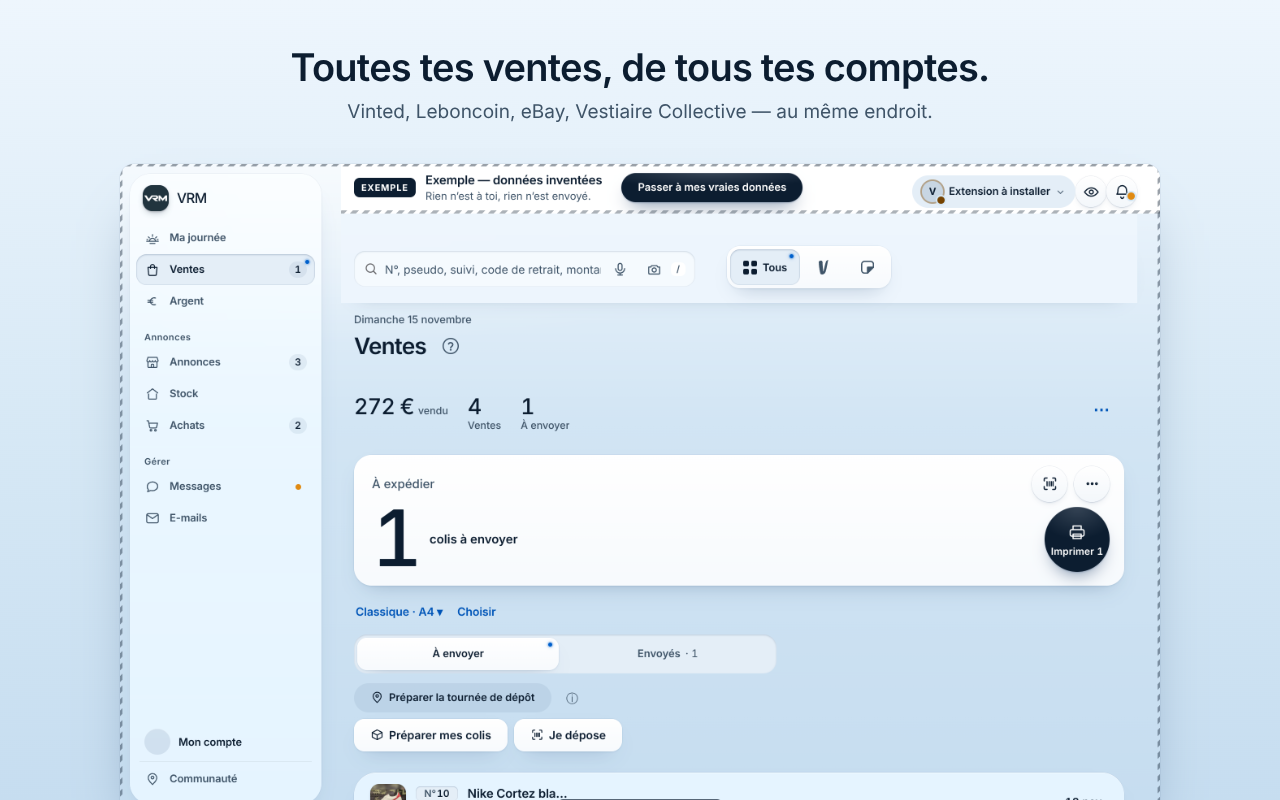 Toutes tes ventes, de tous tes comptes.
Vinted, Leboncoin, eBay, Vestiaire Collective — au même endroit.
VRM
VRM
Ma journée
Ventes
1
Argent
Annonces
Annonces
3
Stock
Achats
2
Gérer
Messages
E-mails
Mon compte
Communauté
EXEMPLE
Exemple — données inventées
Rien n'est à toi, rien n'est envoyé.
Passer à mes vraies données
V
Extension à installer
N°, pseudo, suivi, code de retrait, monta
/
Tous
Dimanche 15 novembre
Ventes
?
272 € vendu
4
Ventes
1
À envoyer
À expédier
1
colis à envoyer
Imprimer 1
Classique · A4 ▾
Choisir
À envoyer
Envoyés · 1
Préparer la tournée de dépôt
Préparer mes colis
Je dépose
N°10
Nike Cortez bla...